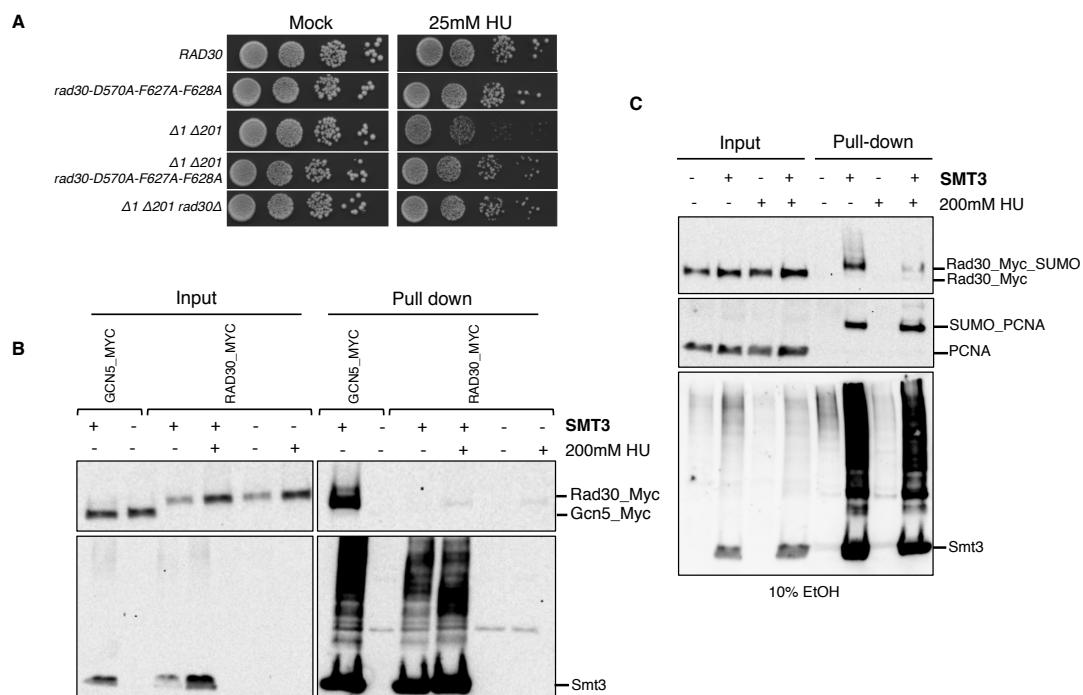 A
Mock
25mM HU
RAD30
rad30-D570A-F627A-F628A
Δ1 Δ201
Δ1 Δ201
rad30-D570A-F627A-F628A
Δ1 Δ201 rad30Δ
B
Input
Pull down
GCN5_MYC
RAD30_MYC
GCN5_MYC
RAD30_MYC
+ - + + - - + - + + - - SMT3
- - - + - + - - - + - + 200mM HU
Rad30_Myc
Gcn5_Myc
Smt3
C
Input
Pull-down
- + - + - + - + SMT3
- - + + - - + + 200mM HU
Rad30_Myc_SUMO
Rad30_Myc
SUMO_PCNA
PCNA
Smt3
10% EtOH